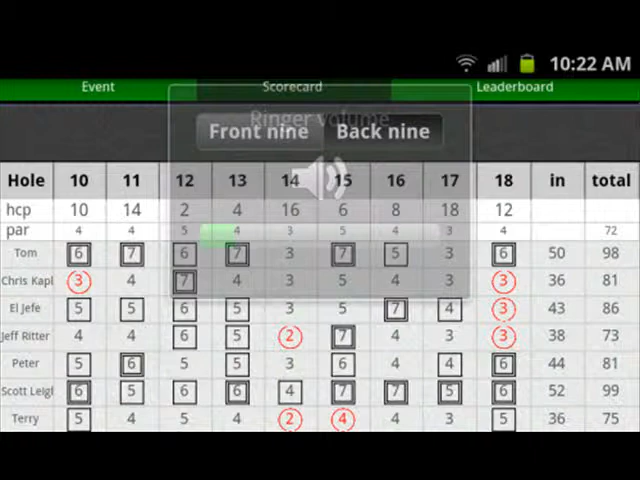 10:22 AM
Event Scorecard Leaderboard
Ringer volume
Front nine Back nine
Hole 10 11 12 13 14 15 16 17 18 in total
hcp 10 14 2 4 16 6 8 18 12
par 4 4 5 4 3 5 4 3 4 72
Tom 6 7 6 7 3 7 5 3 6 50 98
Chris Kapl 3 4 7 4 3 5 4 3 3 36 81
El Jefe 5 5 6 5 3 5 7 4 3 43 86
Jeff Ritter 4 4 6 5 2 7 4 3 3 38 73
Peter 5 6 5 5 3 6 4 4 6 44 81
Scott Leigl 6 5 6 6 4 7 7 5 6 52 99
Terry 5 4 5 4 2 4 4 3 5 36 75